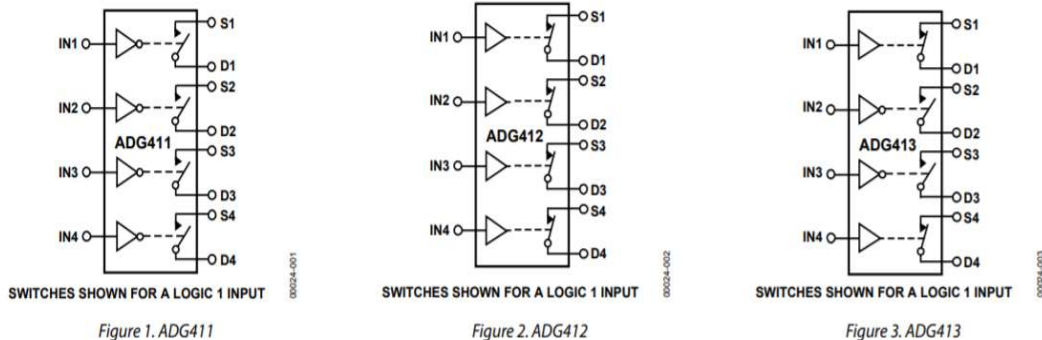 S1
IN1
D1
S2
IN2
D2
ADG411
S3
IN3
D3
S4
IN4
D4
00024-001
SWITCHES SHOWN FOR A LOGIC 1 INPUT
Figure 1. ADG411
S1
IN1
D1
S2
IN2
D2
ADG412
S3
IN3
D3
S4
IN4
D4
00024-002
SWITCHES SHOWN FOR A LOGIC 1 INPUT
Figure 2. ADG412
S1
IN1
D1
S2
IN2
D2
ADG413
S3
IN3
D3
S4
IN4
D4
00024-003
SWITCHES SHOWN FOR A LOGIC 1 INPUT
Figure 3. ADG413